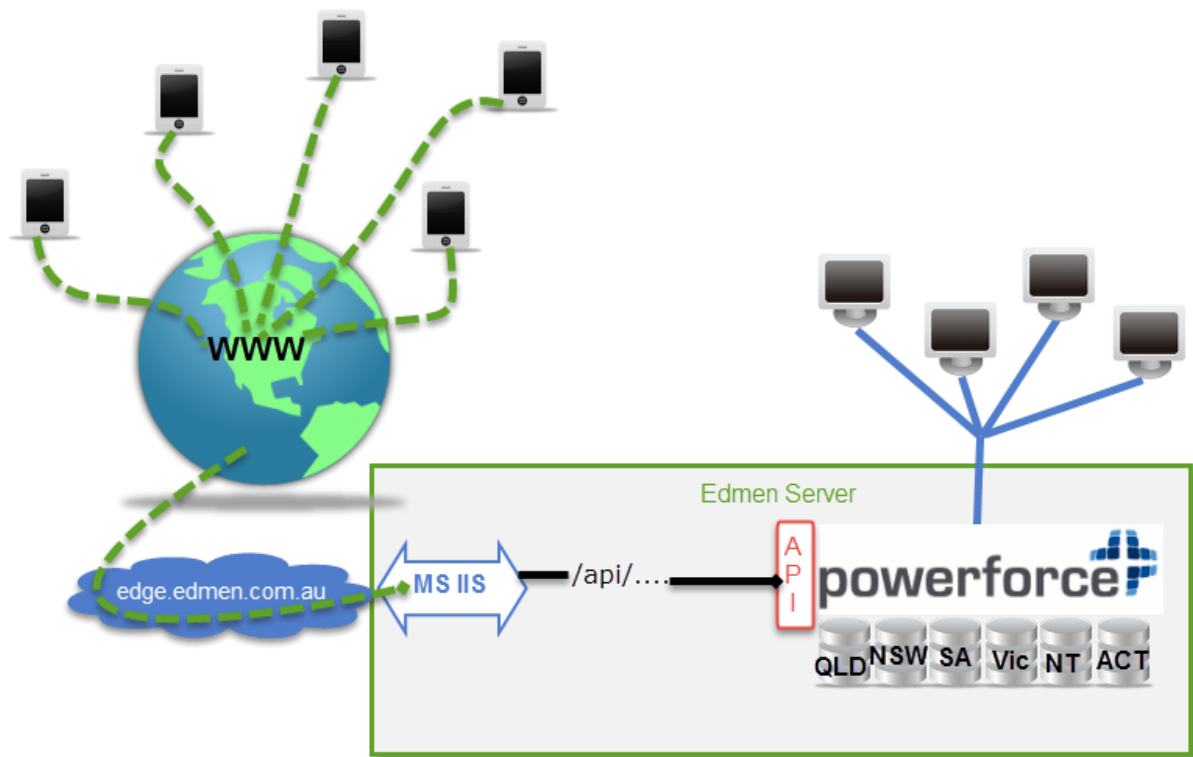 WWW
Edmen Server
edge.edmen.com.au
MS IIS
/api/....
A
P
I
powerforce
QLD NSW SA Vic NT ACT